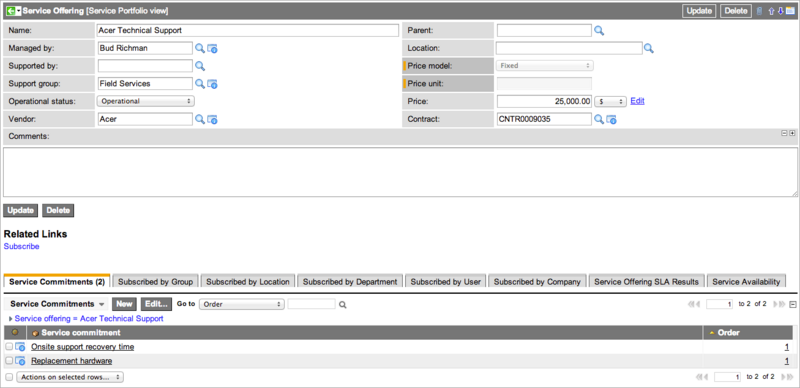 Service Offering [Service Portfolio view] Update Delete
Name: Acer Technical Support Parent:
Managed by: Bud Richman Location:
Supported by: Price model: Fixed
Support group: Field Services Price unit:
Operational status: Operational Price: 25,000.00 $ Edit
Vendor: Acer Contract: CNTR0009035
Comments:
Update Delete
Related Links
Subscribe
Service Commitments (2) Subscribed by Group Subscribed by Location Subscribed by Department Subscribed by User Subscribed by Company Service Offering SLA Results Service Availability
Service Commitments New Edit... Go to Order 1 to 2 of 2
Service offering = Acer Technical Support
Service commitment Order
Onsite support recovery time 1
Replacement hardware 1
Actions on selected rows... 1 to 2 of 2